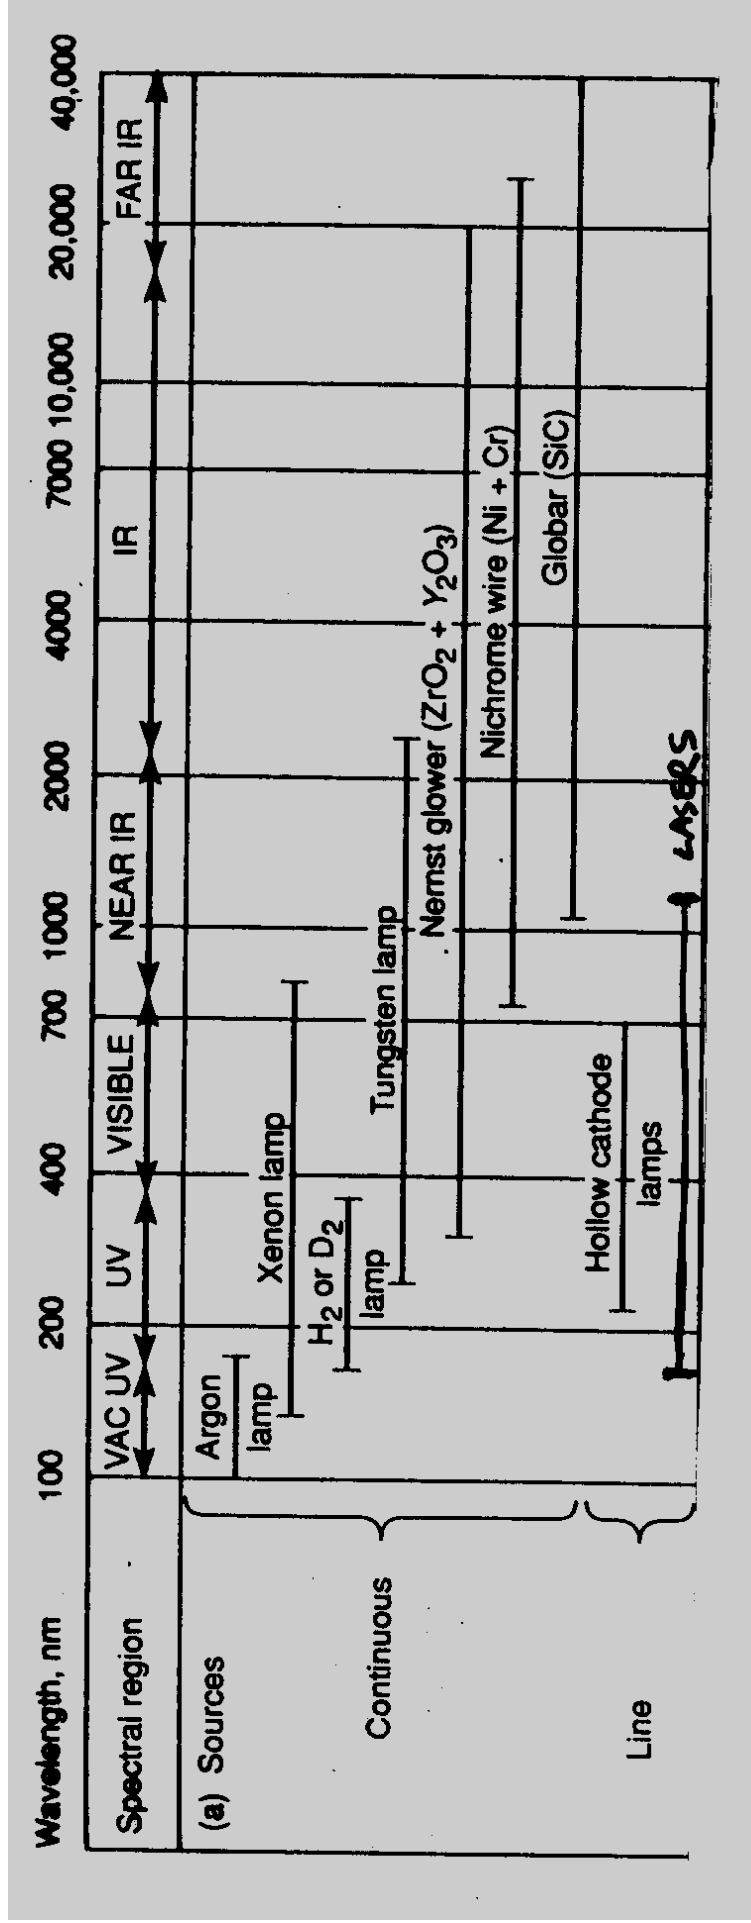 Wavelength, nm 100 200 400 700 1000 2000 4000 7000 10,000 20,000 40,000
Spectral region VAC UV UV VISIBLE NEAR IR IR FAR IR
(a) Sources
Argon
lamp
Xenon lamp
H2 or D2
lamp
Tungsten lamp
Nernst glower (ZrO2 + Y2O3)
Continuous
Nichrome wire (Ni + Cr)
Globar (SiC)
Hollow cathode
lamps
Line
LASERS